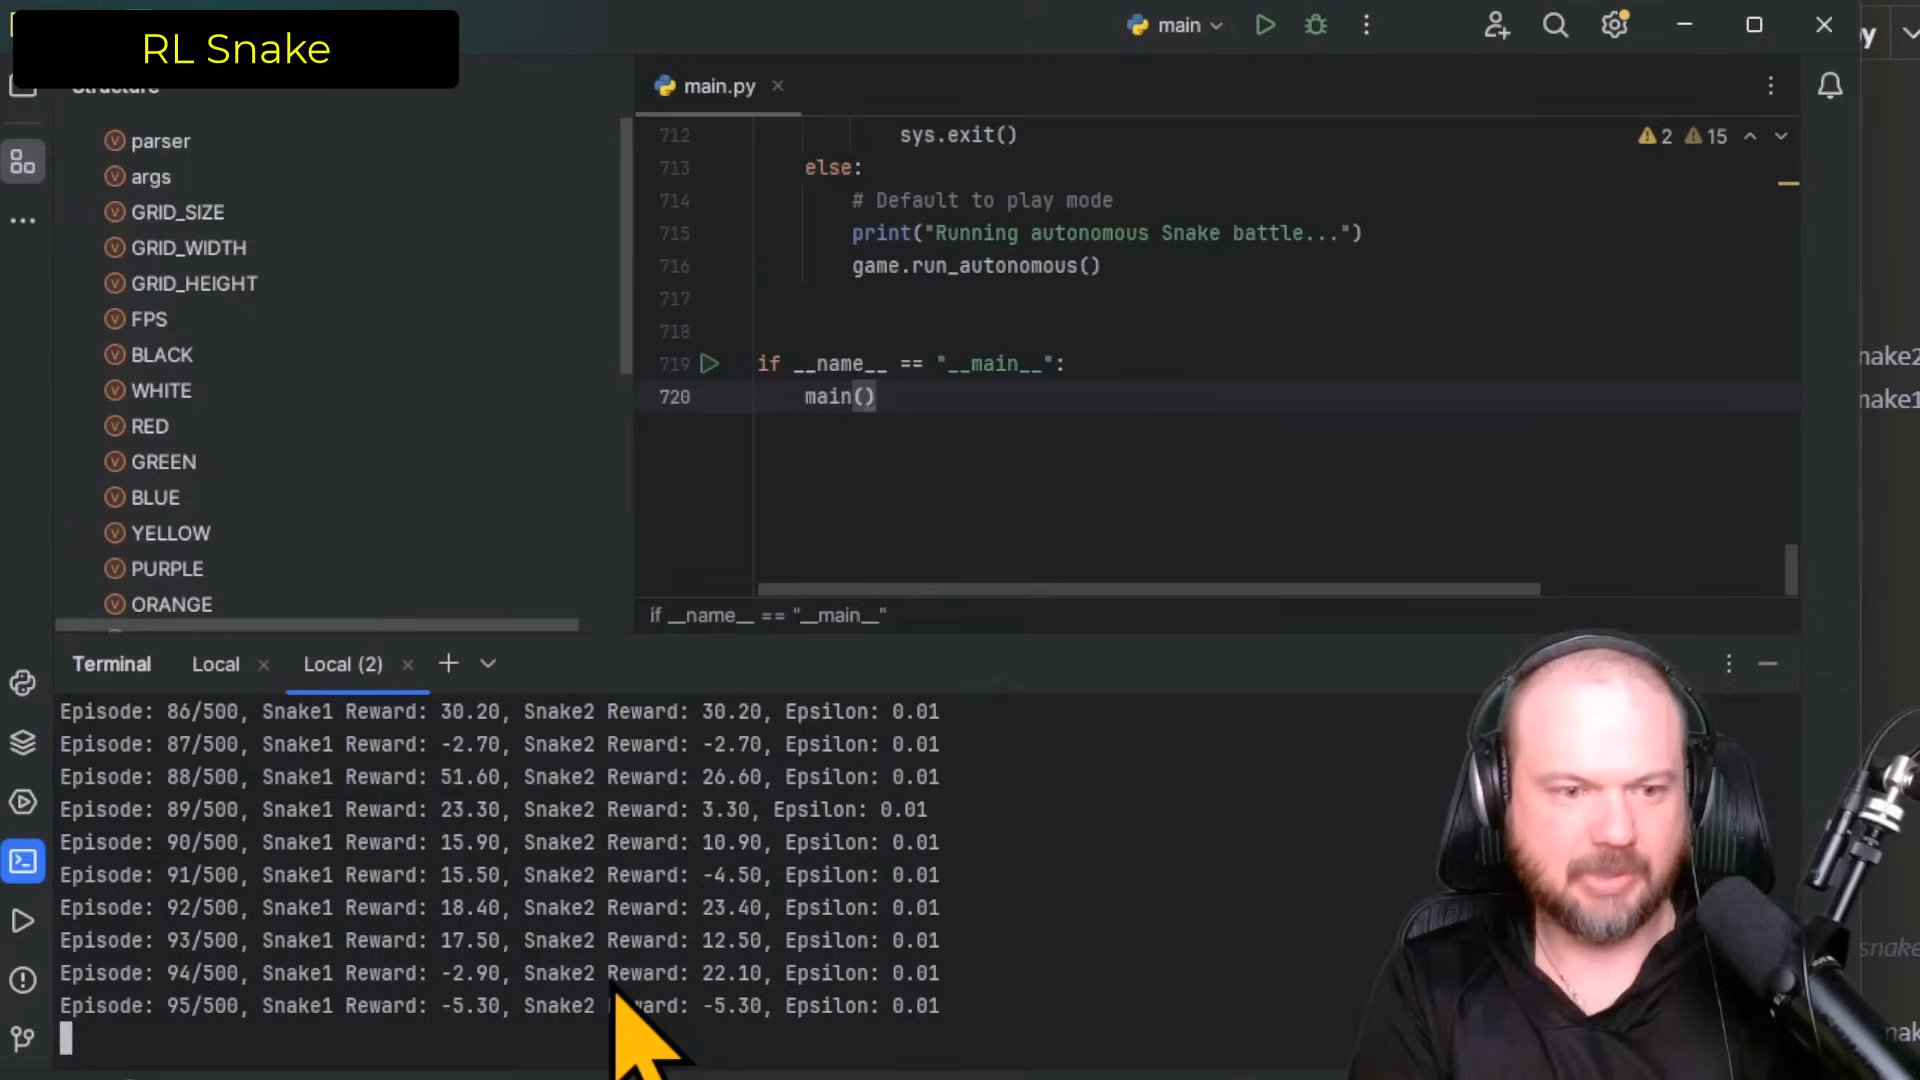 RL Snake
main
Structure
parser
args
GRID_SIZE
GRID_WIDTH
GRID_HEIGHT
FPS
BLACK
WHITE
RED
GREEN
BLUE
YELLOW
PURPLE
ORANGE
main.py
2 15
712 sys.exit()
713 else:
714 # Default to play mode
715 print("Running autonomous Snake battle...")
716 game.run_autonomous()
717
718
719 if __name__ == "__main__":
720 main()
if __name__ == "__main__"
Terminal Local Local (2)
Episode: 86/500, Snake1 Reward: 30.20, Snake2 Reward: 30.20, Epsilon: 0.01
Episode: 87/500, Snake1 Reward: -2.70, Snake2 Reward: -2.70, Epsilon: 0.01
Episode: 88/500, Snake1 Reward: 51.60, Snake2 Reward: 26.60, Epsilon: 0.01
Episode: 89/500, Snake1 Reward: 23.30, Snake2 Reward: 3.30, Epsilon: 0.01
Episode: 90/500, Snake1 Reward: 15.90, Snake2 Reward: 10.90, Epsilon: 0.01
Episode: 91/500, Snake1 Reward: 15.50, Snake2 Reward: -4.50, Epsilon: 0.01
Episode: 92/500, Snake1 Reward: 18.40, Snake2 Reward: 23.40, Epsilon: 0.01
Episode: 93/500, Snake1 Reward: 17.50, Snake2 Reward: 12.50, Epsilon: 0.01
Episode: 94/500, Snake1 Reward: -2.90, Snake2 Reward: 22.10, Epsilon: 0.01
Episode: 95/500, Snake1 Reward: -5.30, Snake2 Reward: -5.30, Epsilon: 0.01